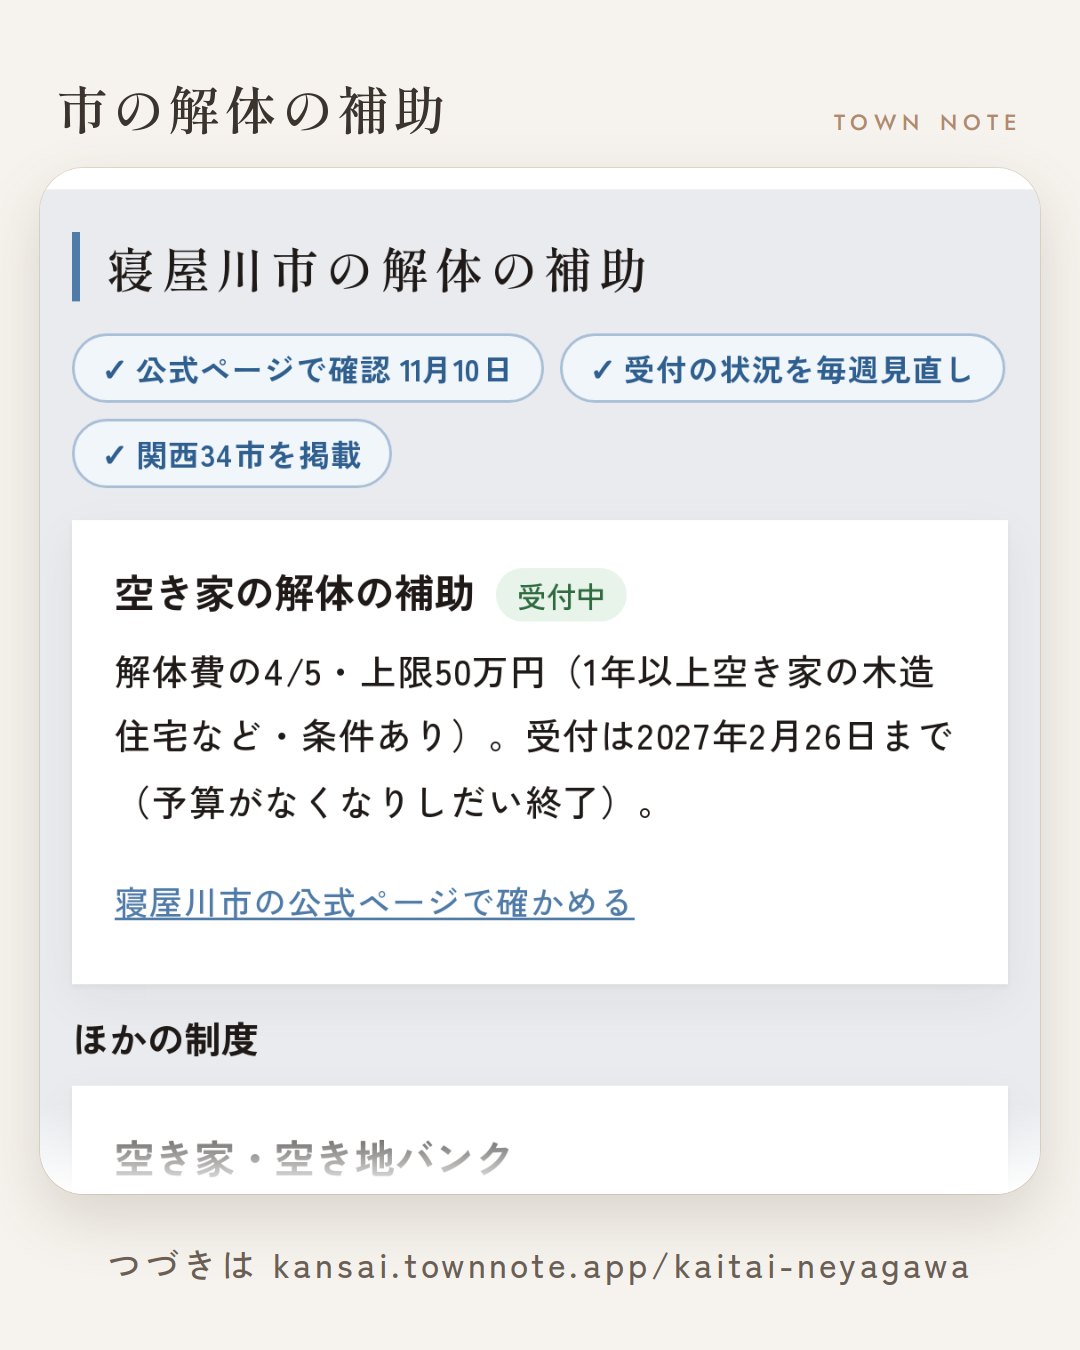 市の解体の補助
TOWN NOTE
寝屋川市の解体の補助
✓ 公式ページで確認 11月10日
✓ 受付の状況を毎週見直し
✓ 関西34市を掲載
空き家の解体の補助 受付中
解体費の4/5・上限50万円（1年以上空き家の木造
住宅など・条件あり）。受付は2027年2月26日まで
（予算がなくなりしだい終了）。
寝屋川市の公式ページで確かめる
ほかの制度
空き家・空き地バンク
つづきは kansai.townnote.app/kaitai-neyagawa